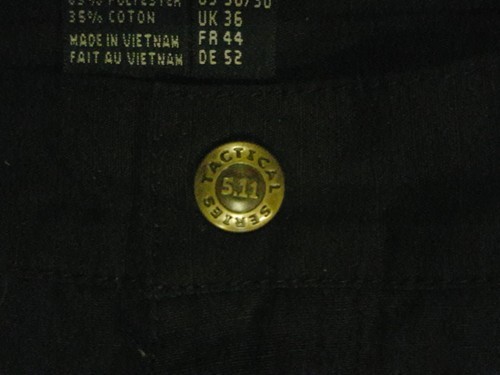 35% COTON
UK 36
MADE IN VIETNAM
FR 44
FAIT AU VIETNAM
DE 52
TACTICAL
5.11
SERIES